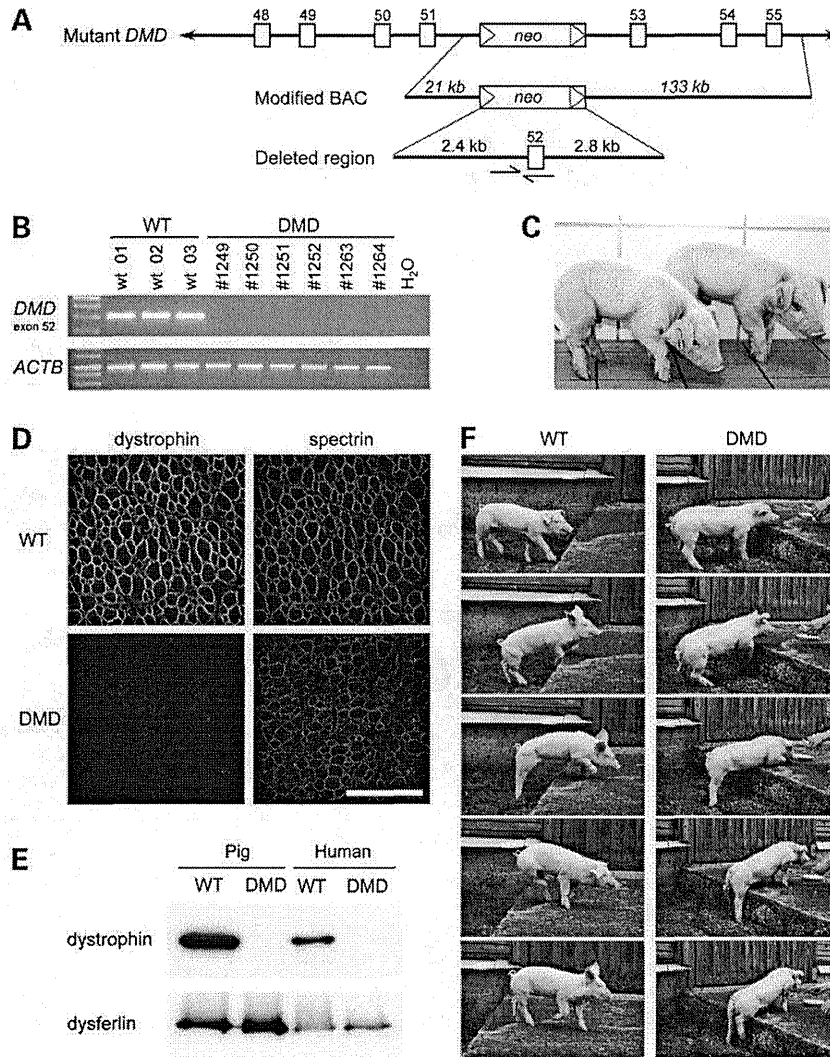 A
48 49 50 51 53 54 55
Mutant DMD neo
21 kb 133 kb
Modified BAC neo
52
2.4 kb 2.8 kb
Deleted region
B
WT DMD
wt 01 wt 02 wt 03 #1249 #1250 #1251 #1252 #1263 #1264 H₂O
DMD
exon 52
ACTB
C
D
dystrophin spectrin
WT
DMD
E
Pig Human
WT DMD WT DMD
dystrophin
dysferlin
F
WT DMD